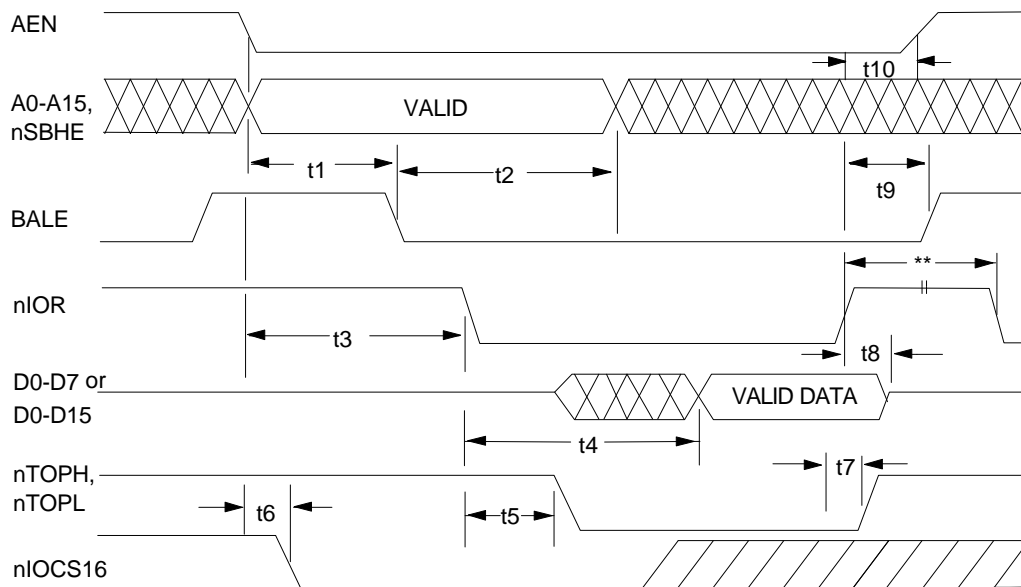 AEN
t10
A0-A15,
nSBHE
VALID
t1
t2
t9
BALE
**
nIOR
t3
t8
D0-D7 or
D0-D15
VALID DATA
t4
nTOPH,
nTOPL
t7
t6
t5
nIOCS16